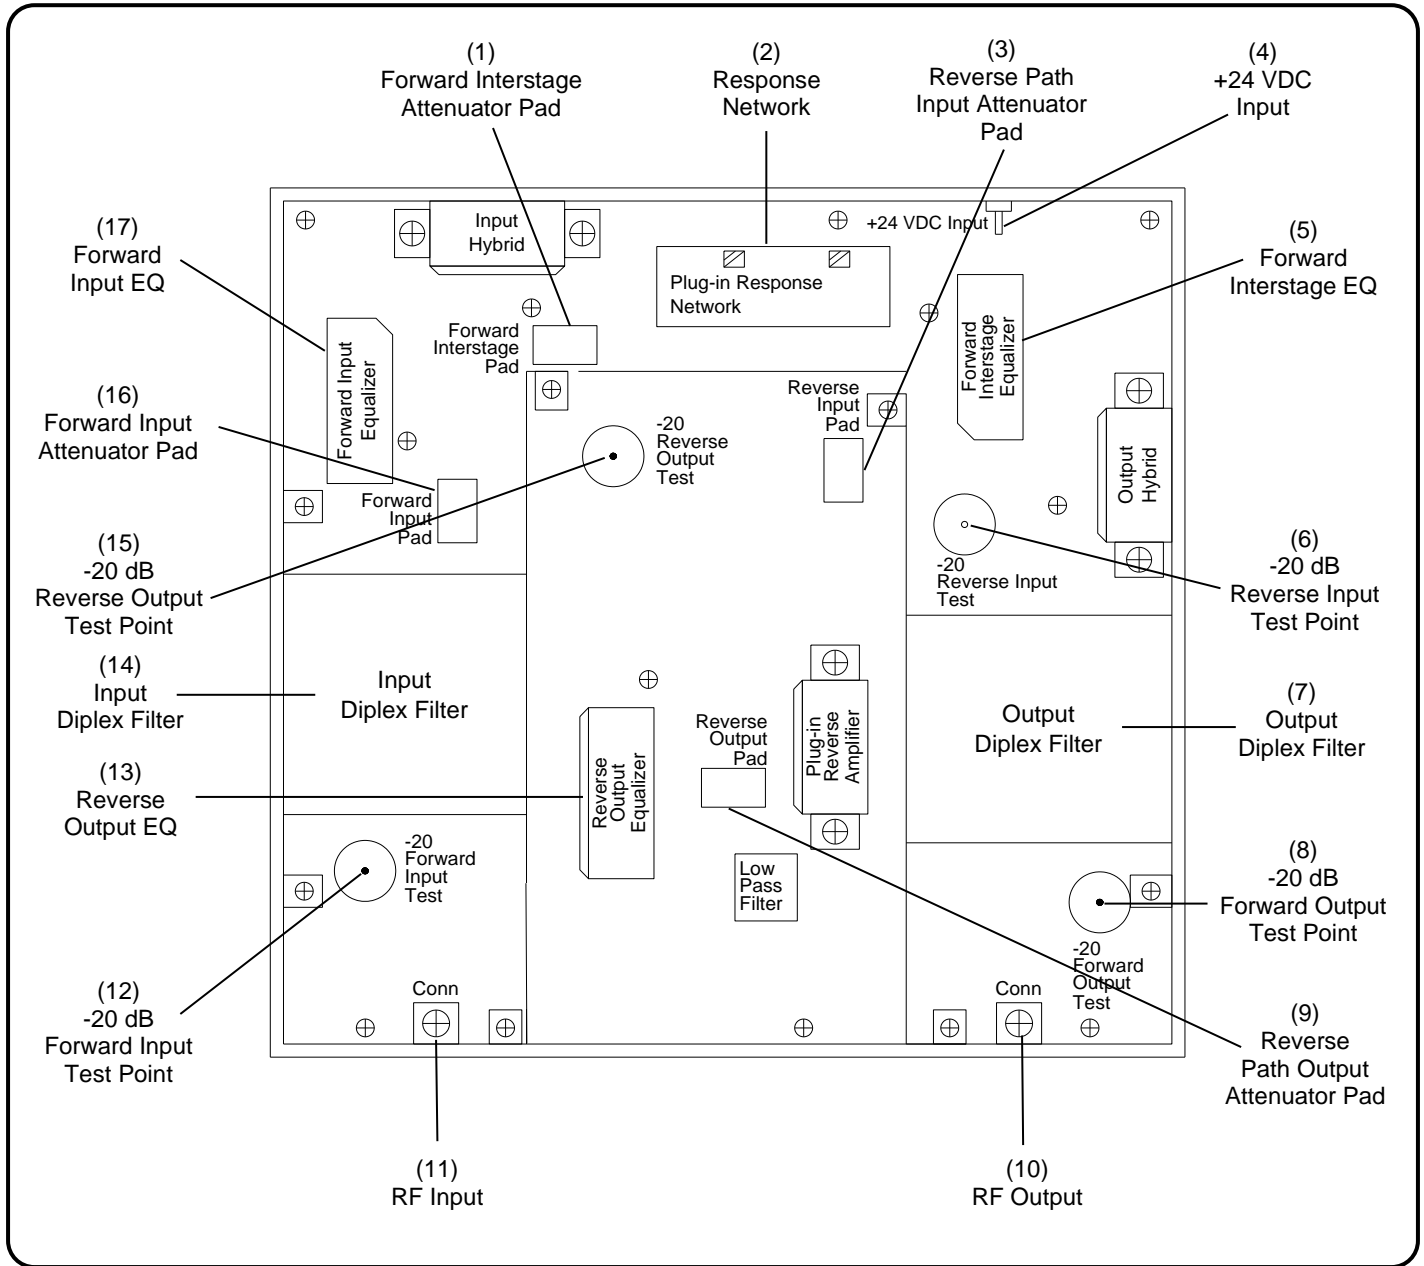 (1)
Forward Interstage
Attenuator Pad
(2)
Response
Network
(3)
Reverse Path
Input Attenuator
Pad
(4)
+24 VDC
Input
(17)
Forward
Input EQ
Input
Hybrid
+24 VDC Input
(5)
Forward
Interstage EQ
Plug-in Response
Network
Forward
Interstage
Pad
Forward
Interstage
Equalizer
Forward Input
Equalizer
(16)
Forward Input
Attenuator Pad
Reverse
Input
Pad
-20
Reverse
Output
Test
Output
Hybrid
Forward
Input
Pad
(15)
-20 dB
Reverse Output
Test Point
-20
Reverse Input
Test
(6)
-20 dB
Reverse Input
Test Point
(14)
Input
Diplex Filter
Input
Diplex Filter
Output
Diplex Filter
(7)
Output
Diplex Filter
Reverse
Output
Pad
Plug-in
Reverse
Amplifier
(13)
Reverse
Output EQ
Reverse
Output
Equalizer
-20
Forward
Input
Test
Low
Pass
Filter
(8)
-20 dB
Forward Output
Test Point
-20
Forward
Output
Test
(12)
-20 dB
Forward Input
Test Point
Conn
Conn
(9)
Reverse
Path Output
Attenuator Pad
(11)
RF Input
(10)
RF Output